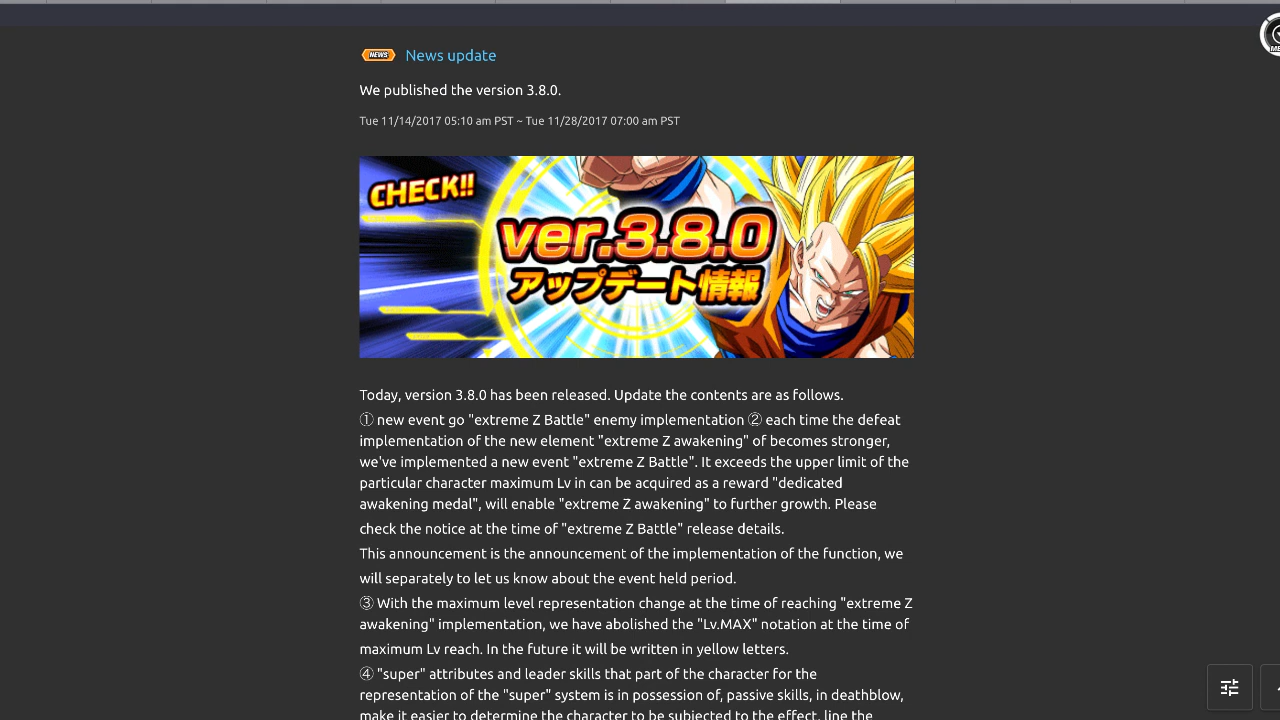 NEWS News update
We published the version 3.8.0.
Tue 11/14/2017 05:10 am PST ~ Tue 11/28/2017 07:00 am PST
CHECK!!
ver.3.8.0
アップデート情報
Today, version 3.8.0 has been released. Update the contents are as follows.
① new event go "extreme Z Battle" enemy implementation ② each time the defeat
implementation of the new element "extreme Z awakening" of becomes stronger,
we've implemented a new event "extreme Z Battle". It exceeds the upper limit of the
particular character maximum Lv in can be acquired as a reward "dedicated
awakening medal", will enable "extreme Z awakening" to further growth. Please
check the notice at the time of "extreme Z Battle" release details.
This announcement is the announcement of the implementation of the function, we
will separately to let us know about the event held period.
③ With the maximum level representation change at the time of reaching "extreme Z
awakening" implementation, we have abolished the "Lv.MAX" notation at the time of
maximum Lv reach. In the future it will be written in yellow letters.
④ "super" attributes and leader skills that part of the character for the
representation of the "super" system is in possession of, passive skills, in deathblow,
make it easier to determine the character to be subjected to the effect, line the